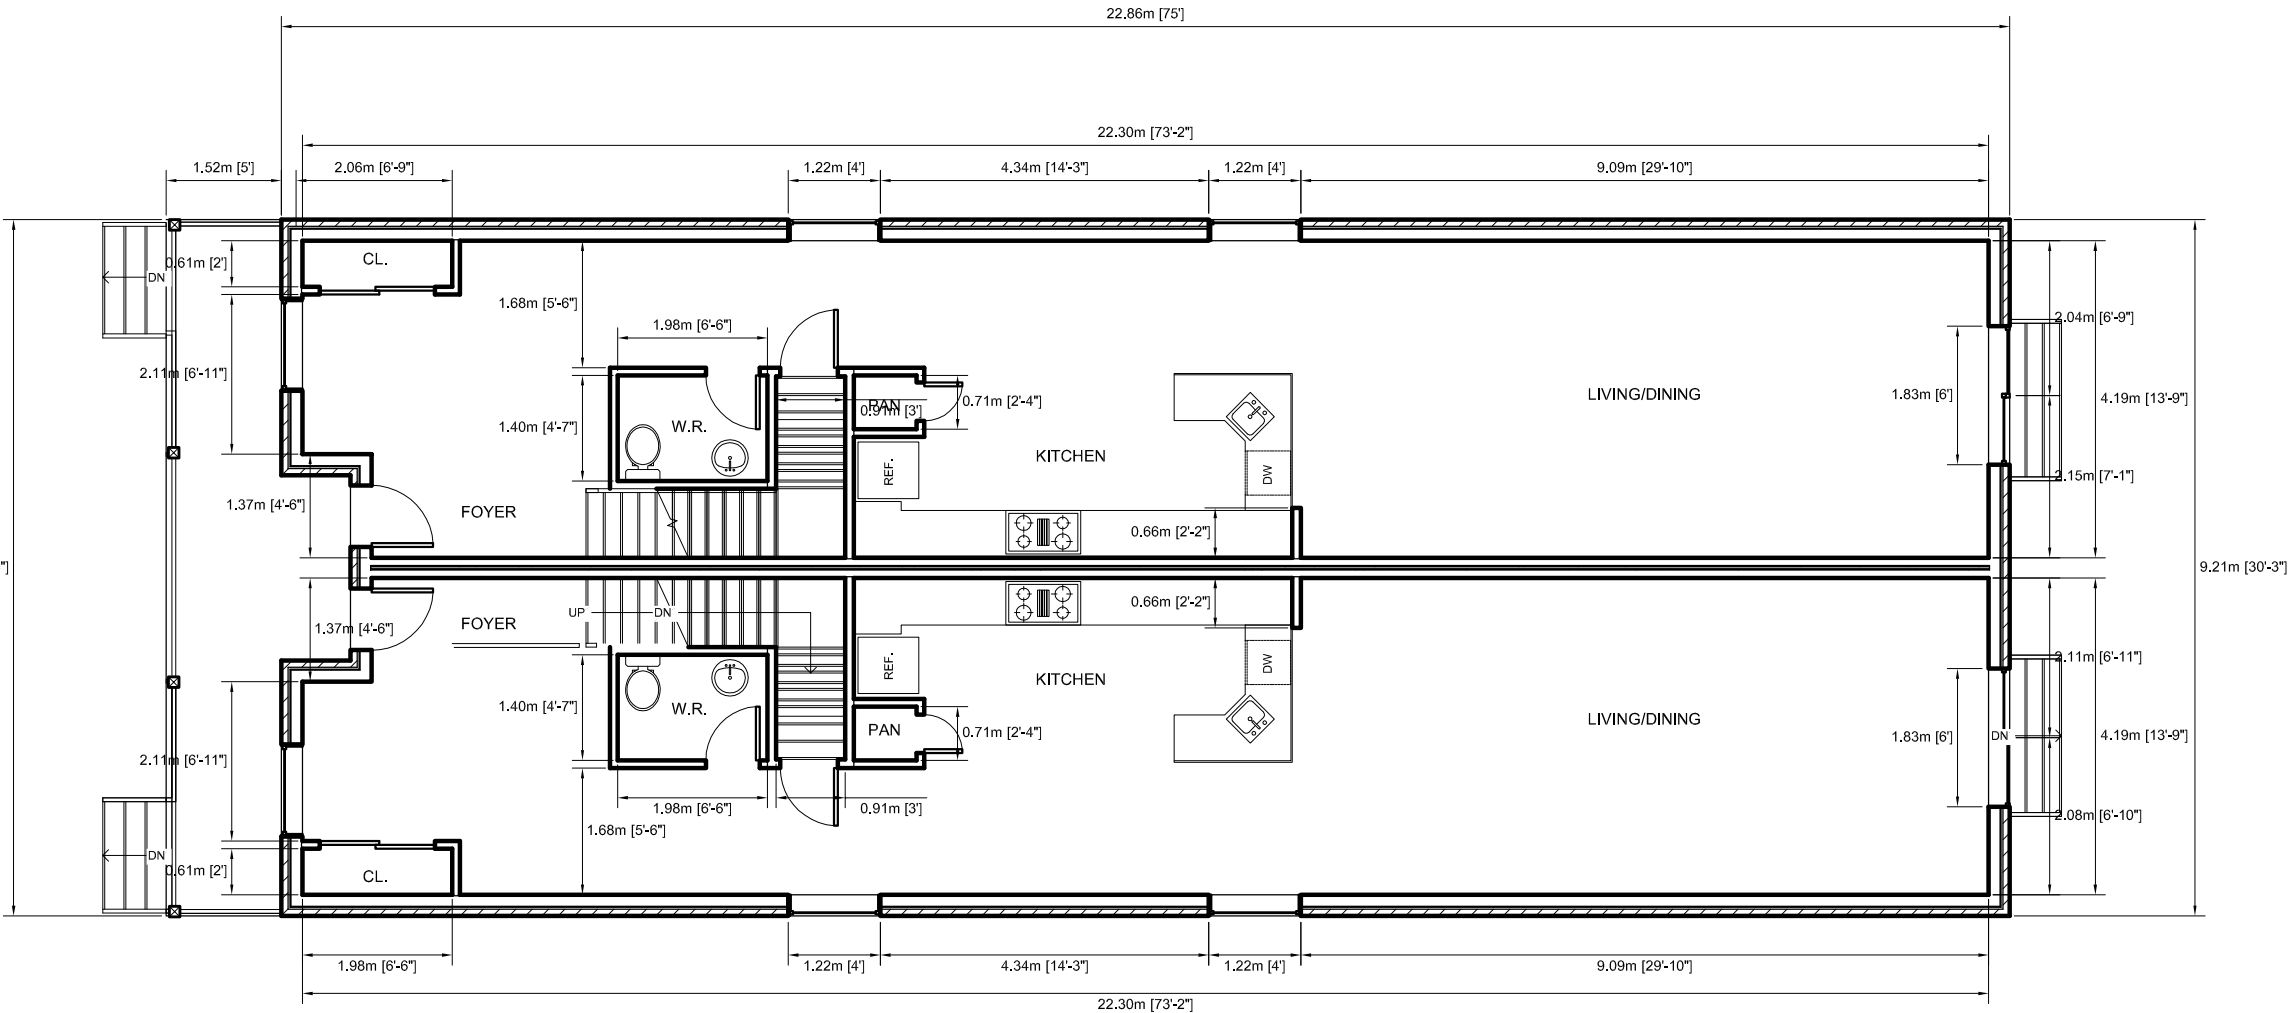 22.86m [75']
22.30m [73'-2"]
1.52m [5']
2.06m [6'-9"]
1.22m [4']
4.34m [14'-3"]
1.22m [4']
9.09m [29'-10"]
CL.
0.61m [2']
DN
1.68m [5'-6"]
2.04m [6'-9"]
1.98m [6'-6"]
2.11m [6'-11"]
LIVING/DINING
1.83m [6']
4.19m [13'-9"]
0.71m [2'-4"]
PAN
0.91m [3']
1.40m [4'-7"]
W.R.
KITCHEN
REF.
DW
2.15m [7'-1"]
1.37m [4'-6"]
FOYER
0.66m [2'-2"]
"]
9.21m [30'-3"]
0.66m [2'-2"]
UP
DN
FOYER
1.37m [4'-6"]
2.11m [6'-11"]
REF.
DW
KITCHEN
1.40m [4'-7"]
W.R.
LIVING/DINING
PAN
0.71m [2'-4"]
1.83m [6']
DN
4.19m [13'-9"]
2.11m [6'-11"]
1.98m [6'-6"]
0.91m [3']
2.08m [6'-10"]
1.68m [5'-6"]
DN
0.61m [2']
CL.
1.98m [6'-6"]
1.22m [4']
4.34m [14'-3"]
1.22m [4']
9.09m [29'-10"]
22.30m [73'-2"]